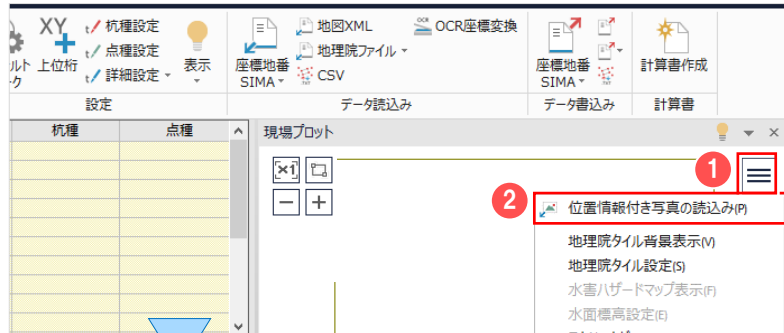 XY
上位桁
杭種設定
点種設定
詳細設定
表示
設定
座標地番
SIMA
地図XML
地理院ファイル
CSV
OCR座標変換
データ読込み
座標地番
SIMA
データ書込み
計算書作成
計算書
杭種 点種
現場プロット
×1
1
2
位置情報付き写真の読込み(P)
地理院タイル背景表示(V)
地理院タイル設定(S)
水害ハザードマップ表示(F)
水面標高設定(E)